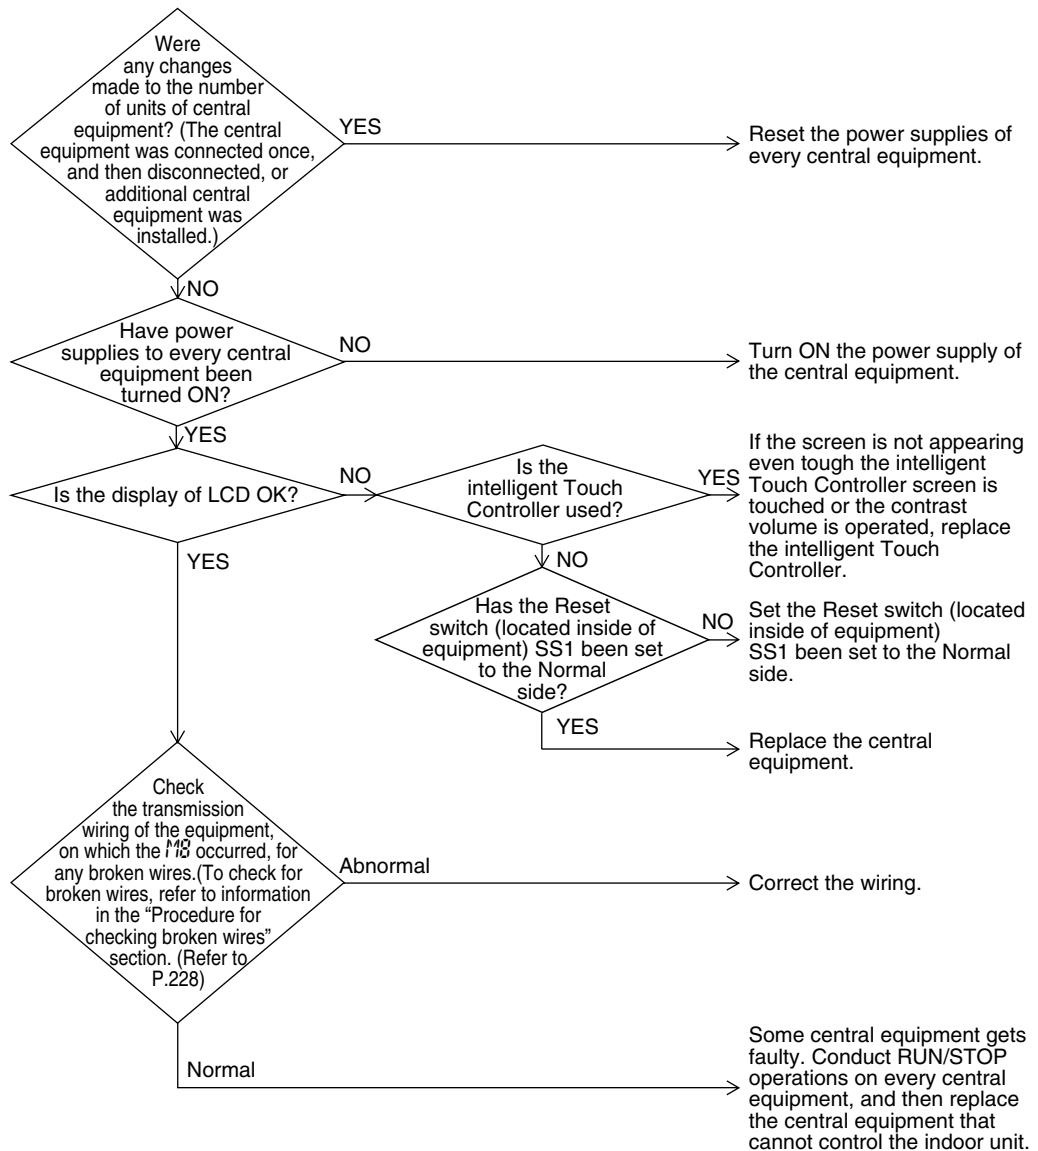 Were
any changes
made to the number
of units of central
equipment? (The central
equipment was connected once,
and then disconnected, or
additional central
equipment was
installed.)
YES
Reset the power supplies of
every central equipment.
NO
Have power
supplies to every central
equipment been
turned ON?
NO
Turn ON the power supply of
the central equipment.
YES
Is the display of LCD OK?
NO
Is the
intelligent Touch
Controller used?
YES
If the screen is not appearing
even tough the intelligent
Touch Controller screen is
touched or the contrast
volume is operated, replace
the intelligent Touch
Controller.
YES
NO
Has the Reset
switch (located inside of
equipment) SS1 been set
to the Normal
side?
NO
Set the Reset switch (located
inside of equipment)
SS1 been set to the Normal
side.
YES
Replace the central
equipment.
Check
the transmission
wiring of the equipment,
on which the M8 occurred, for
any broken wires.(To check for
broken wires, refer to information
in the “Procedure for
checking broken wires”
section. (Refer to
P.228)
Abnormal
Correct the wiring.
Normal
Some central equipment gets
faulty. Conduct RUN/STOP
operations on every central
equipment, and then replace
the central equipment that
cannot control the indoor unit.